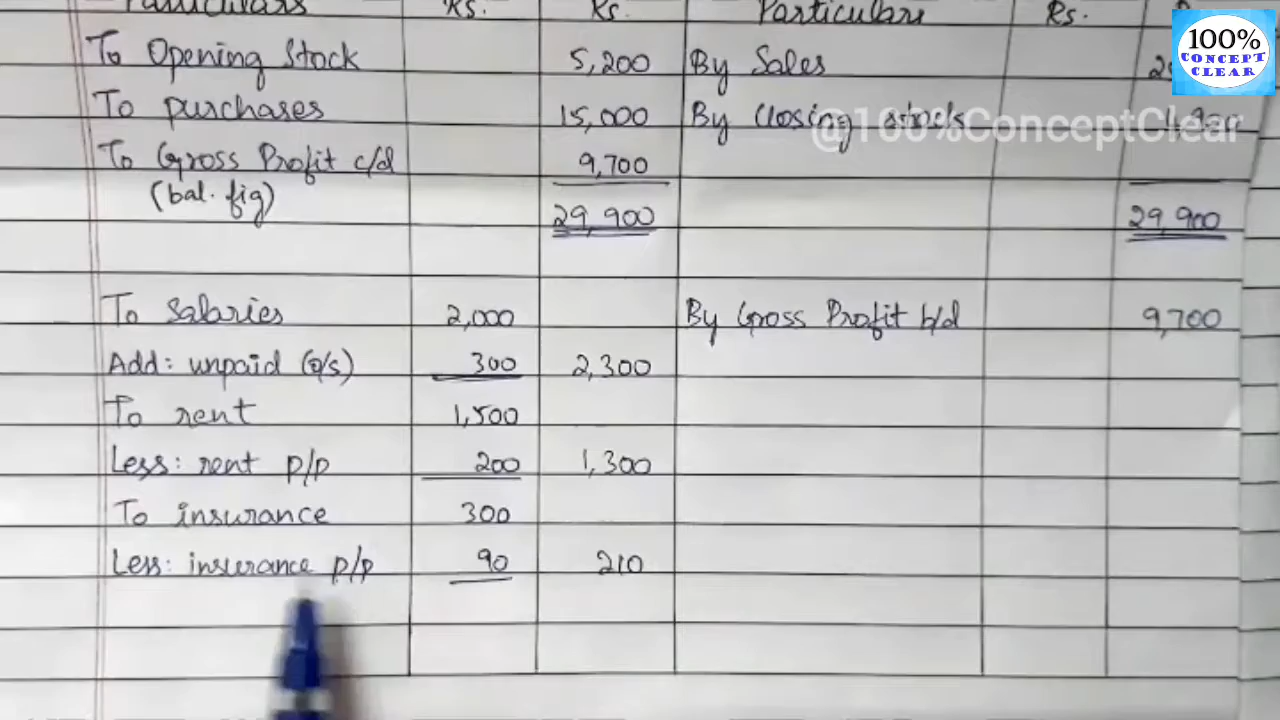 Particulars Rs. Rs. Particulars Rs.
To Opening Stock 5,200 By Sales
To purchases 15,000 By Closing stock
To Gross Profit c/d 9,700
(bal. fig)
29,900 29,900
To Salaries 2,000 By Gross Profit b/d 9,700
Add: unpaid (o/s) 300 2,300
To rent 1,500
Less: rent p/p 200 1,300
To insurance 300
Less: insurance p/p 90 210
100%
CONCEPT
CLEAR
@100%ConceptClear